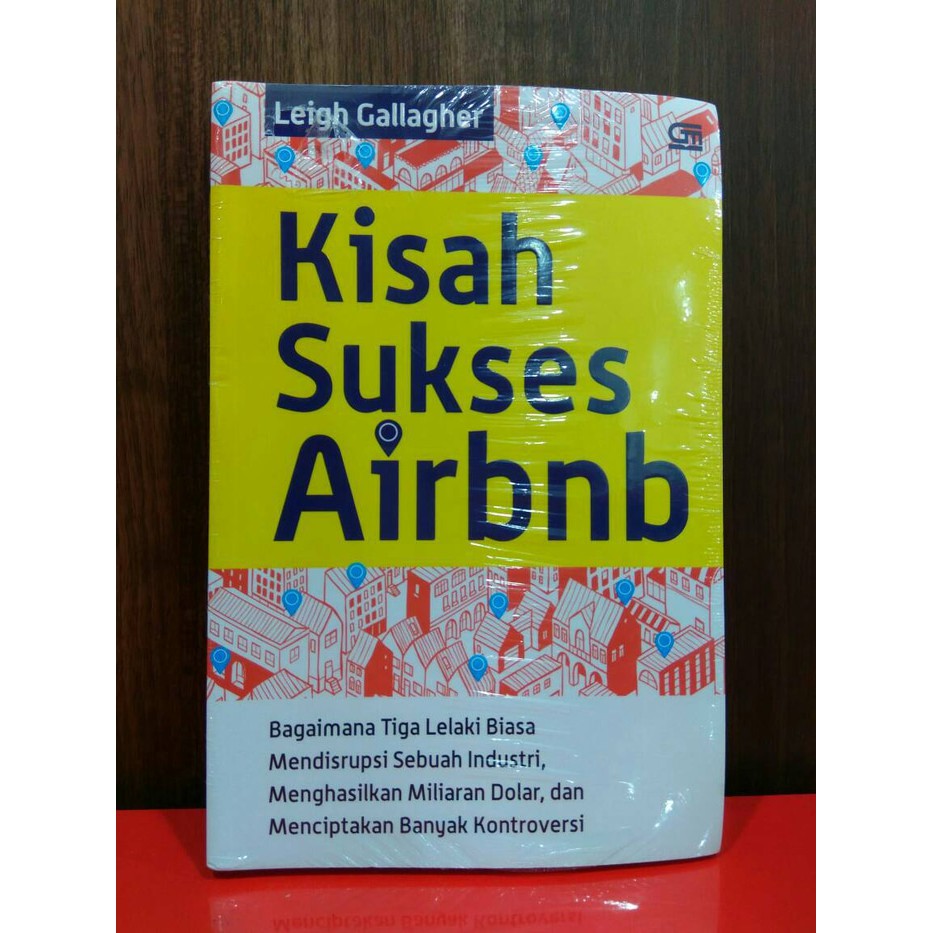 Leigh Gallagher
Kisah
Sukses
Airbnb
Bagaimana Tiga Lelaki Biasa
Mendisrupsi Sebuah Industri,
Menghasilkan Miliaran Dolar, dan
Menciptakan Banyak Kontroversi